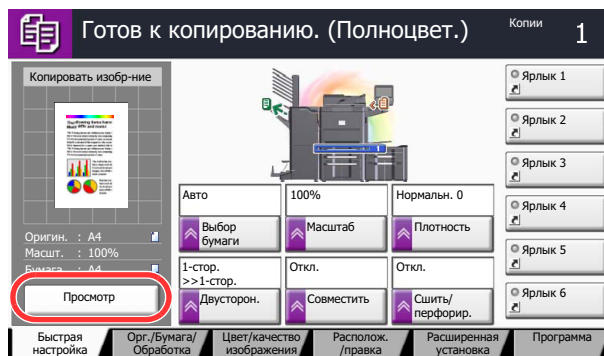 Готов к копированию. (Полноцвет.)
Копии
1
Копировать изобр-ние
Оригин. : A4
Масшт. : 100%
Бумага : A4
Просмотр
Авто
Выбор
бумаги
100%
Масштаб
Нормальн. 0
Плотность
1-стор.
>>1-стор.
Двусторон.
Откл.
Совместить
Откл.
Сшить/
перфорир.
Ярлык 1
Ярлык 2
Ярлык 3
Ярлык 4
Ярлык 5
Ярлык 6
Быстрая
настройка
Орг./Бумага/
Обработка
Цвет/качество
изображения
Располож.
/правка
Расширенная
установка
Программа